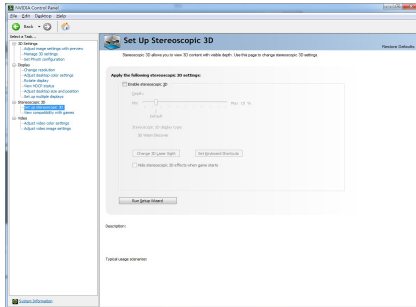 NVIDIA Control Panel
File Edit Desktop Help
Back
Select a Task...
3D Settings
Adjust image settings with preview
Manage 3D settings
Set PhysX configuration
Display
Change resolution
Adjust desktop color settings
Rotate display
View HDCP status
Adjust desktop size and position
Set up multiple displays
Stereoscopic 3D
Set up stereoscopic 3D
View compatibility with games
Video
Adjust video color settings
Adjust video image settings
System Information
Set Up Stereoscopic 3D
Restore Defaults
Stereoscopic 3D allows you to view 3D content with visible depth. Use this page to change stereoscopic 3D settings.
Apply the following stereoscopic 3D settings:
Enable stereoscopic 3D
Depth:
Min
Max 15 %
Default
Stereoscopic 3D display type:
3D Vision Discover
Change 3D Laser Sight
Set Keyboard Shortcuts
Hide stereoscopic 3D effects when game starts
Run Setup Wizard
Description:
Typical usage scenarios: